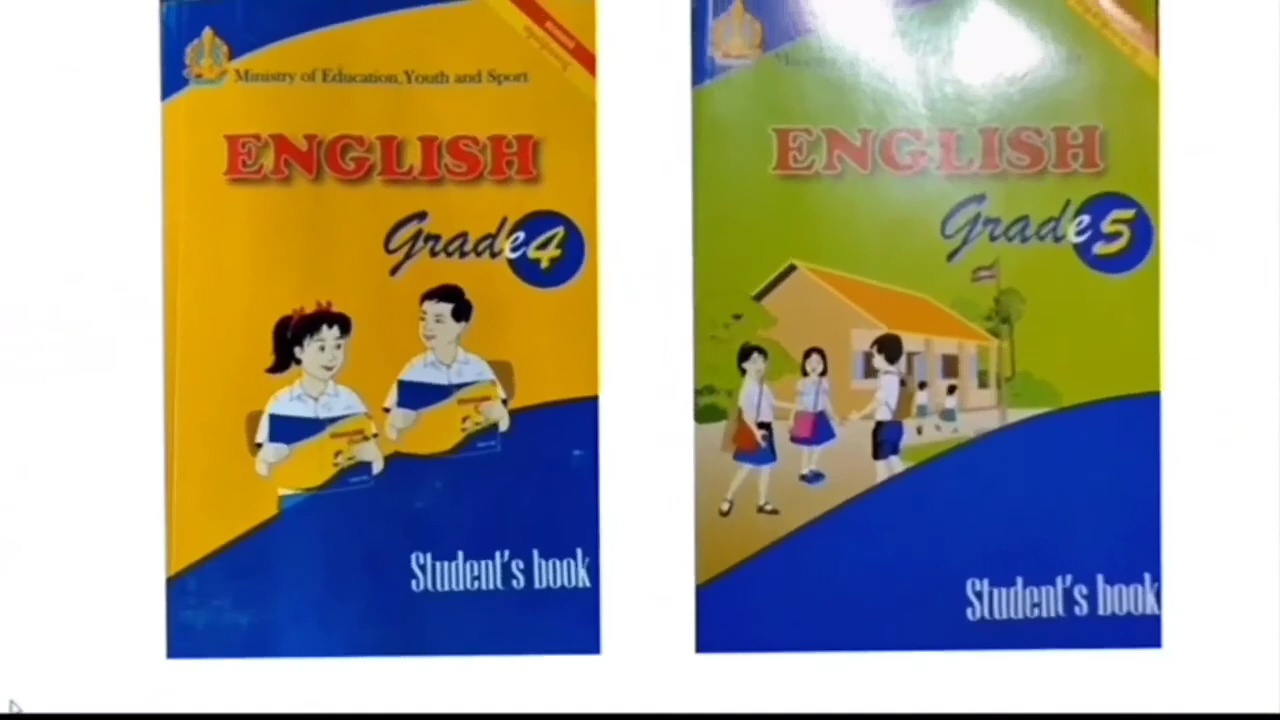 Ministry of Education, Youth and Sport
ENGLISH
Grade 4
Student's book
ENGLISH
Grade 5
Student's book